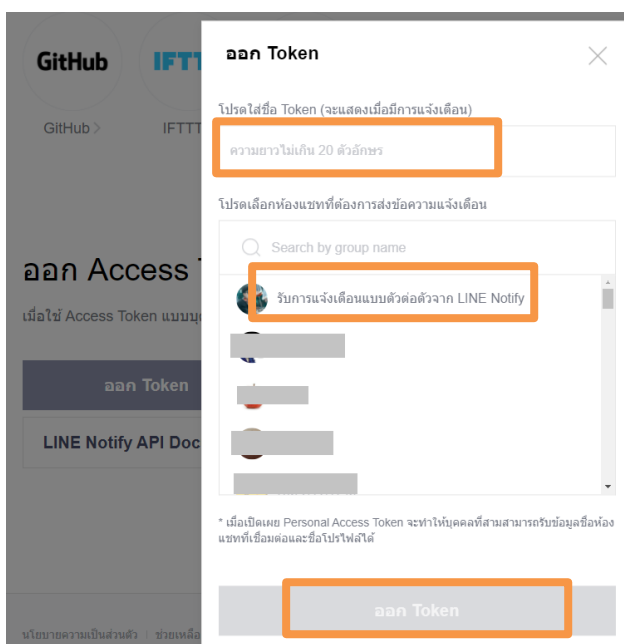 GitHub
IFTT
GitHub >
IFTTT
ออก Access
เมื่อใช้ Access Token แบบบุ
ออก Token
LINE Notify API Doc
นโยบายความเป็นส่วนตัว
ช่วยเหลือ
ออก Token
โปรดใส่ชื่อ Token (จะแสดงเมื่อมีการแจ้งเตือน)
ความยาวไม่เกิน 20 ตัวอักษร
โปรดเลือกห้องแชทที่ต้องการส่งข้อความแจ้งเตือน
Search by group name
รับการแจ้งเตือนแบบตัวต่อตัวจาก LINE Notify
* เมื่อเปิดเผย Personal Access Token จะทำให้บุคคลที่สามสามารถรับข้อมูลชื่อห้อง
แชทที่เชื่อมต่อและชื่อโปรไฟล์ได้
ออก Token